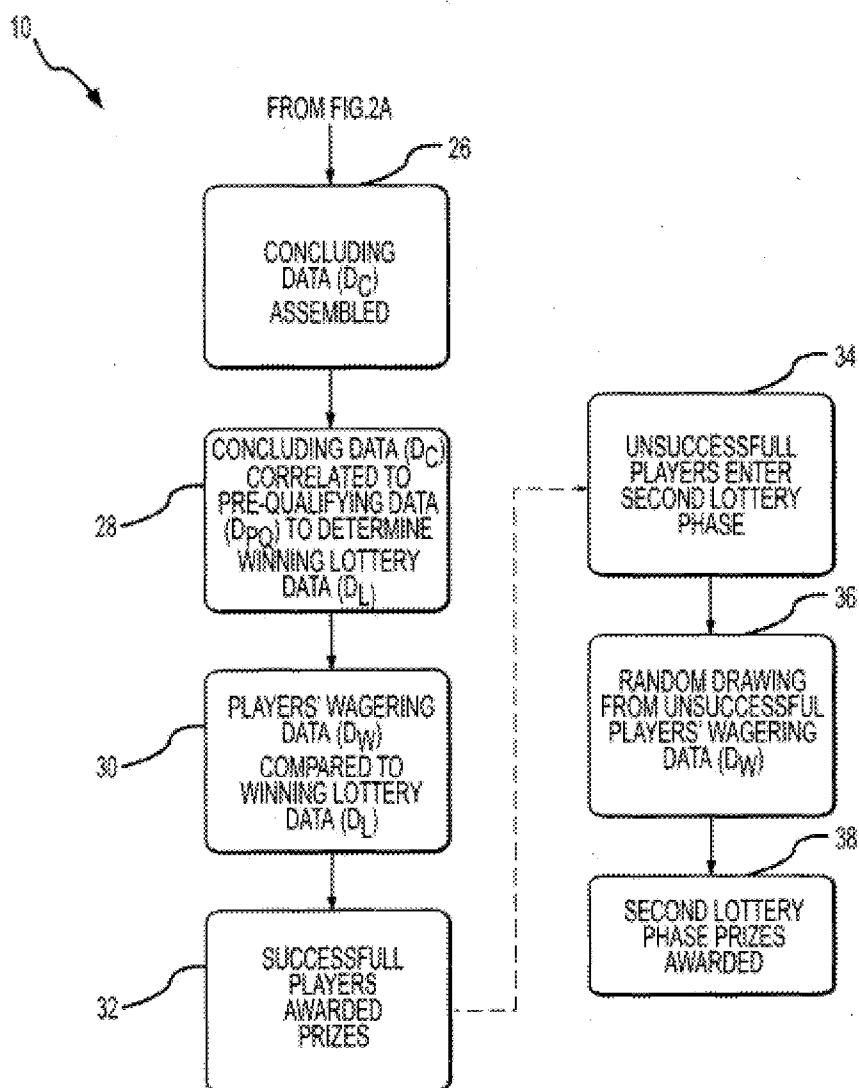 10
FROM FIG.2A
26
CONCLUDING
DATA (DC)
ASSEMBLED
CONCLUDING DATA (DC)
CORRELATED TO
PRE-QUALIFYING DATA
(DPQ) TO DETERMINE
WINNING LOTTERY
DATA (DL)
28
PLAYERS' WAGERING
DATA (DW)
COMPARED TO
WINNING LOTTERY
DATA (DL)
30
SUCCESSFULL
PLAYERS
AWARDED
PRIZES
32
34
UNSUCCESSFULL
PLAYERS ENTER
SECOND LOTTERY
PHASE
36
RANDOM DRAWING
FROM UNSUCCESSFUL
PLAYERS' WAGERING
DATA (DW)
38
SECOND LOTTERY
PHASE PRIZES
AWARDED